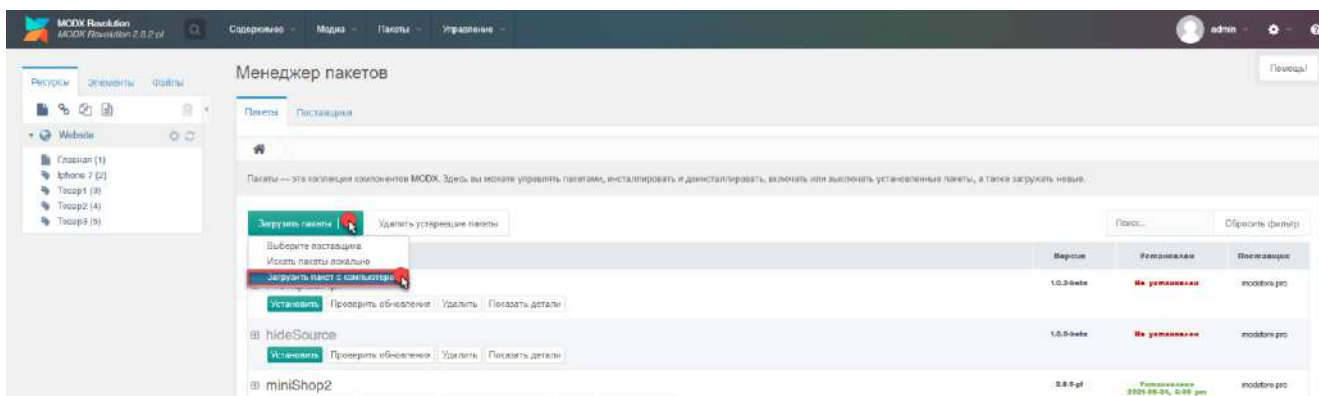 MODX Revolution
MODX Revolution 2.8.2-pl
Содержимое
Медиа
Пакеты
Управление
admin
Ресурсы
Элементы
Файлы
Менеджер пакетов
Помощь!
Пакеты
Поставщики
Website
Главная (1)
Iphone 7 (2)
Товар1 (3)
Товар2 (4)
Товар3 (5)
Пакеты — это коллекция компонентов MODX. Здесь вы можете управлять пакетами, инсталлировать и деинсталлировать, включать или выключать установленные пакеты, а также загружать новые.
Загрузить пакеты
Удалить устаревшие пакеты
Поиск...
Сбросить фильтр
Выберите поставщика
Искать пакеты локально
Загрузить пакет с компьютера
Версия
Установлен
Поставщик
1.0.3-beta
Не установлен
modstore.pro
Установить
Проверить обновления
Удалить
Показать детали
hideSource
1.0.0-beta
Не установлен
modstore.pro
Установить
Проверить обновления
Удалить
Показать детали
miniShop2
Установлен
modstore.pro